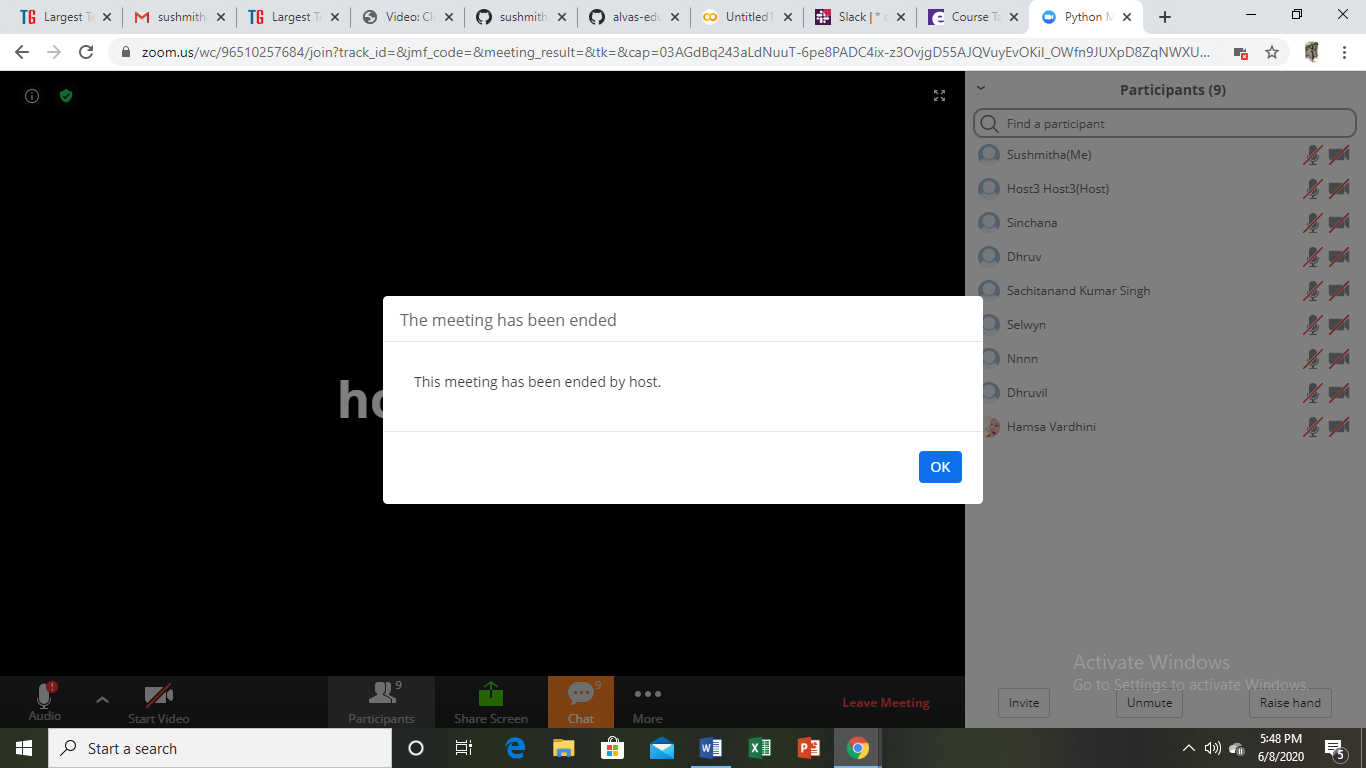 Largest Te
sushmith
Largest Te
Video: Cl
sushmith
alvas-edu
Untitled1
Slack | * c
Course Ta
Python M
zoom.us/wc/96510257684/join?track_id=&jmf_code=&meeting_result=&tk=&cap=03AGdBq243aLdNuuT-6pe8PADC4ix-z3OvjgD55AJQVuyEvOKiI_OWfn9JUXpD8ZqNWXU...
Participants (9)
Find a participant
Sushmitha(Me)
Host3 Host3(Host)
Sinchana
Dhruv
Sachitanand Kumar Singh
Selwyn
Nnnn
Dhruvil
Hamsa Vardhini
The meeting has been ended
This meeting has been ended by host.
OK
ho
Activate Windows
Go to Settings to activate Windows.
Invite
Unmute
Raise hand
Audio
Start Video
9
Participants
Share Screen
9
Chat
More
Leave Meeting
Start a search
5:48 PM
6/8/2020
5